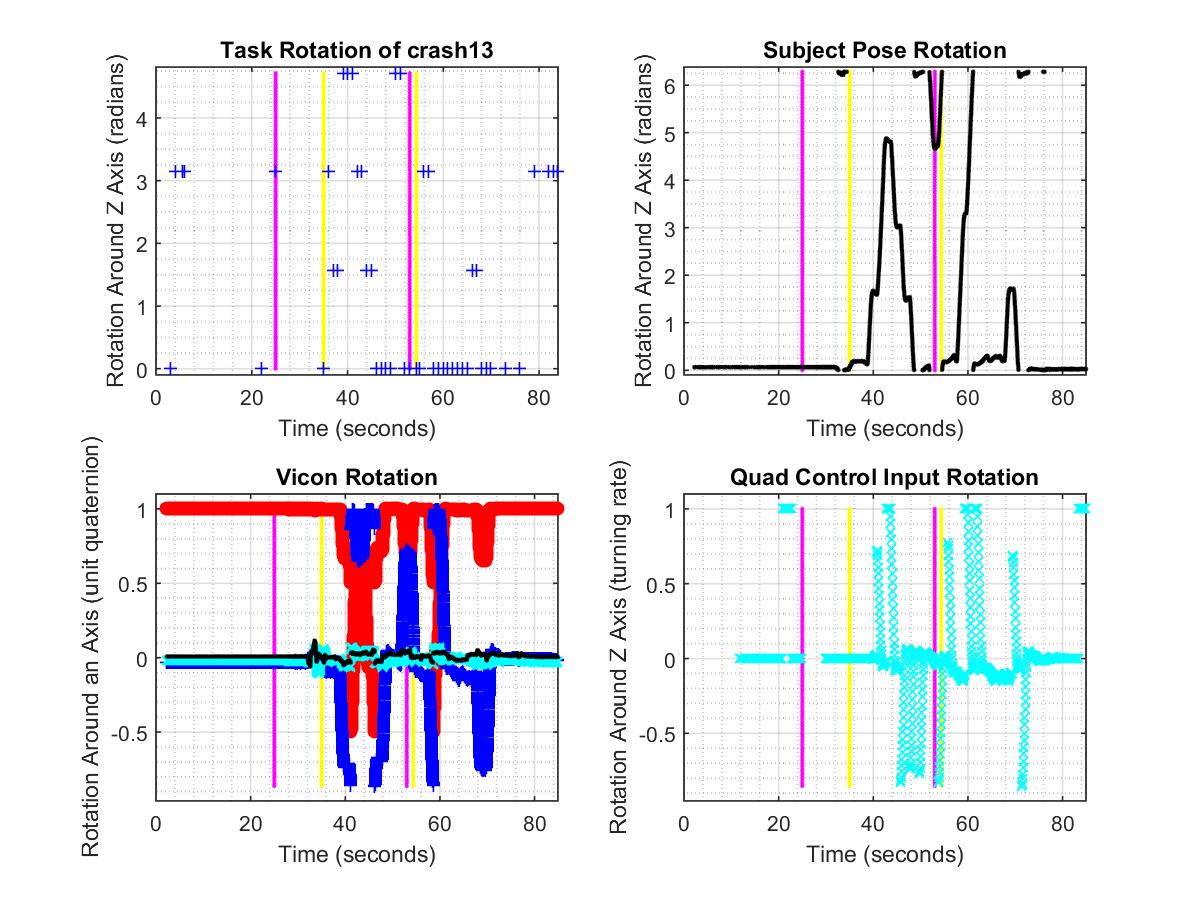 Task Rotation of crash13
Rotation Around Z Axis (radians)
4
3
2
1
0
0 20 40 60 80
Time (seconds)
Subject Pose Rotation
Rotation Around Z Axis (radians)
6
5
4
3
2
1
0
0 20 40 60 80
Time (seconds)
Vicon Rotation
Rotation Around an Axis (unit quaternion)
1
0.5
0
-0.5
0 20 40 60 80
Time (seconds)
Quad Control Input Rotation
Rotation Around Z Axis (turning rate)
1
0.5
0
-0.5
0 20 40 60 80
Time (seconds)